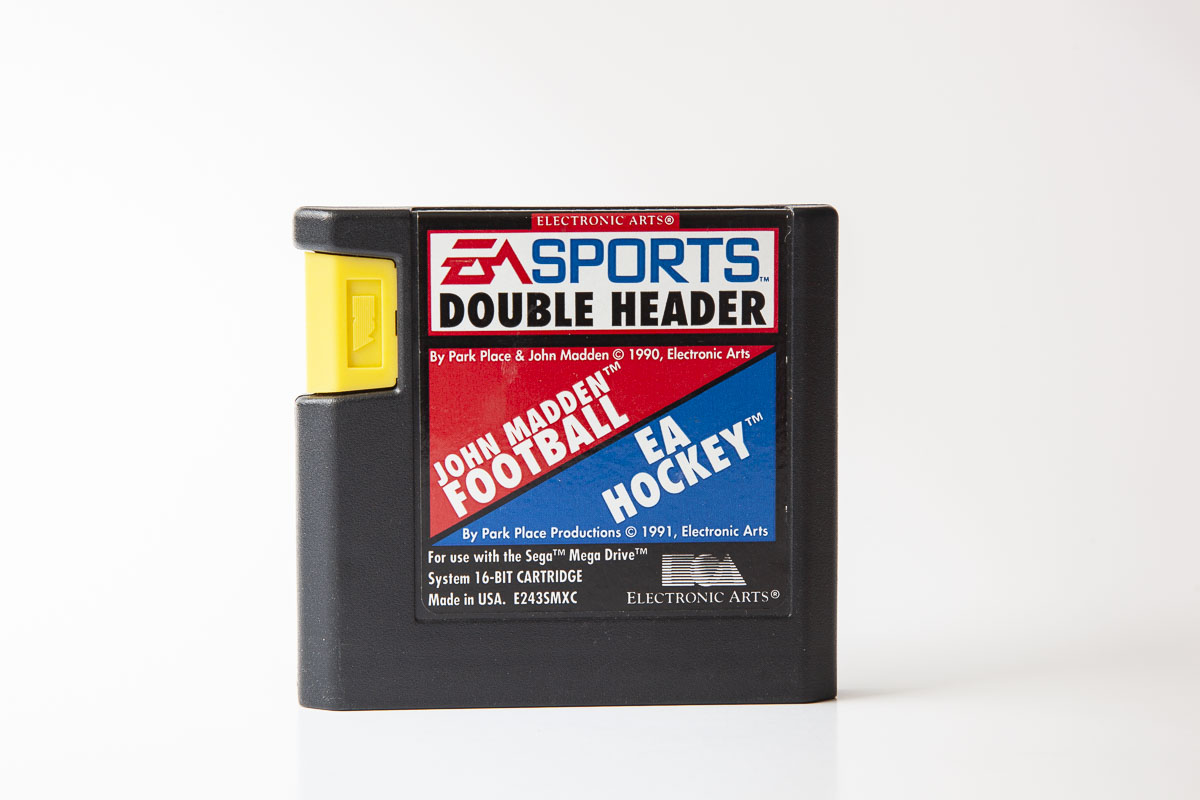 ELECTRONIC ARTS®
EA SPORTS™
DOUBLE HEADER
By Park Place & John Madden © 1990, Electronic Arts
JOHN MADDEN™
FOOTBALL
EA
HOCKEY™
By Park Place Productions © 1991, Electronic Arts
For use with the Sega™ Mega Drive™
System 16-BIT CARTRIDGE
Made in USA. E243SMXC
EOA
ELECTRONIC ARTS®